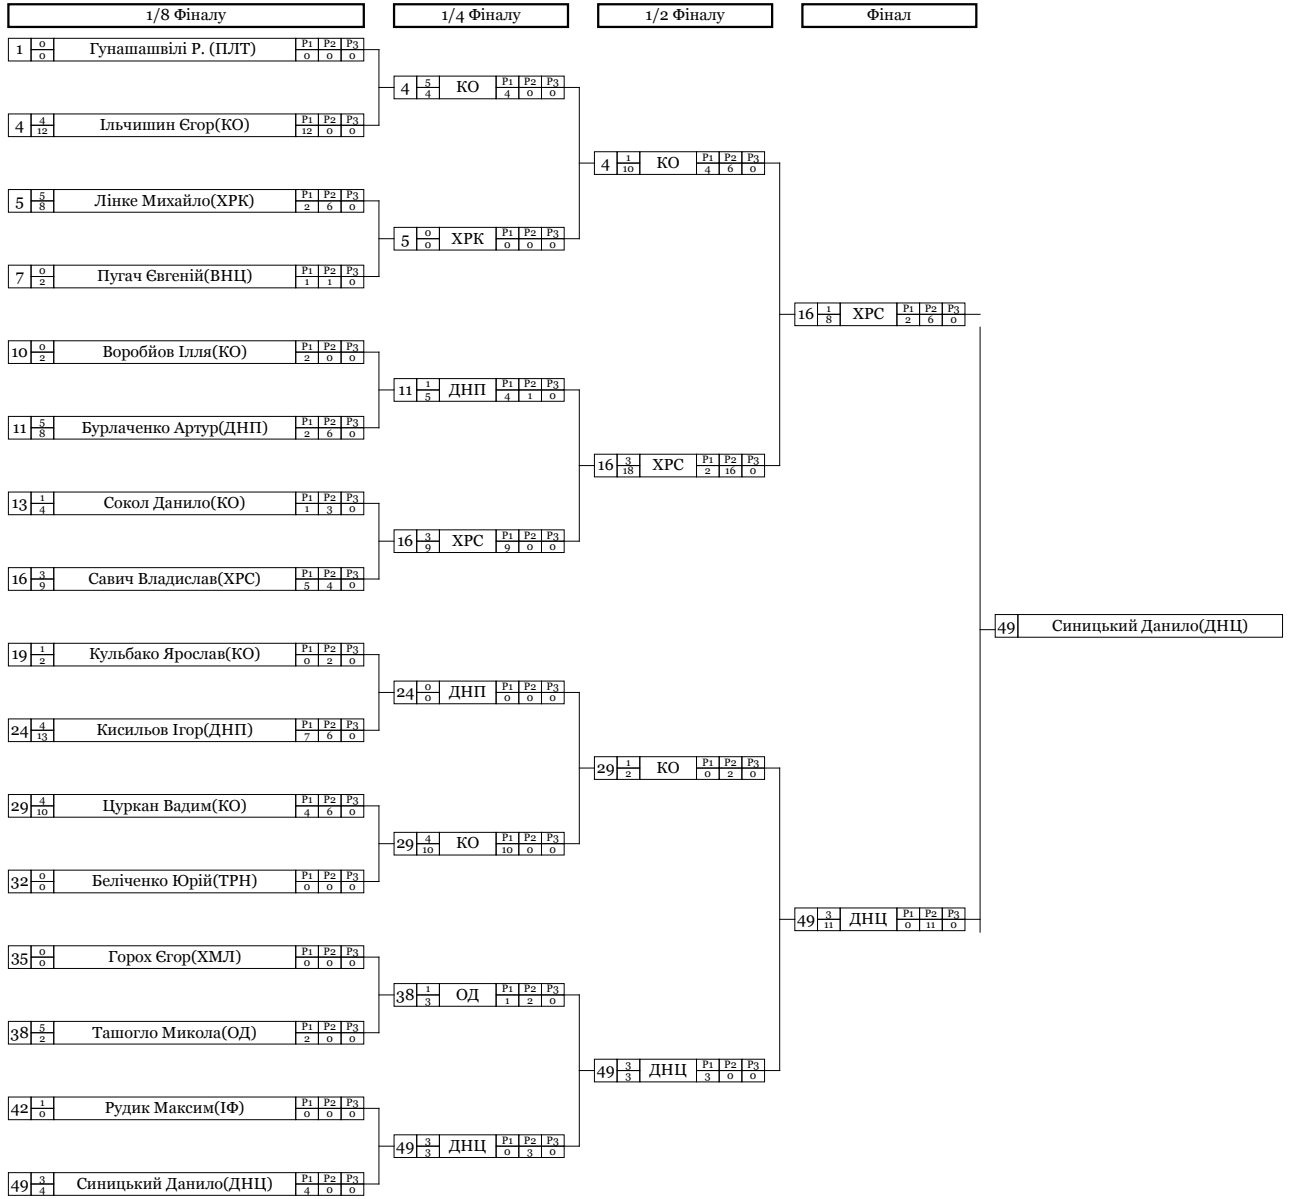 1/8 Фіналу 1/4 Фіналу 1/2 Фіналу Фінал
1 0 0 Гунашашвілі Р. (ПЛТ) P1 0 P2 0 P3 0
4 5 4 КО P1 4 P2 0 P3 0
4 4 12 Ільчишин Єгор(КО) P1 12 P2 0 P3 0
4 1 10 КО P1 4 P2 6 P3 0
5 5 8 Лінке Михайло(ХРК) P1 2 P2 6 P3 0
5 0 0 ХРК P1 0 P2 0 P3 0
7 0 2 Пугач Євгеній(ВНЦ) P1 1 P2 1 P3 0
16 1 8 ХРС P1 2 P2 6 P3 0
10 0 2 Воробйов Ілля(КО) P1 2 P2 0 P3 0
11 1 5 ДНП P1 4 P2 1 P3 0
11 5 8 Бурлаченко Артур(ДНП) P1 2 P2 6 P3 0
16 3 18 ХРС P1 2 P2 16 P3 0
13 1 4 Сокол Данило(КО) P1 1 P2 3 P3 0
16 3 9 ХРС P1 9 P2 0 P3 0
16 3 9 Савич Владислав(ХРС) P1 5 P2 4 P3 0
49 Синицький Данило(ДНЦ)
19 1 2 Кульбако Ярослав(КО) P1 0 P2 2 P3 0
24 0 0 ДНП P1 0 P2 0 P3 0
24 4 13 Кисильов Ігор(ДНП) P1 7 P2 6 P3 0
29 1 2 КО P1 0 P2 2 P3 0
29 4 10 Цуркан Вадим(КО) P1 4 P2 6 P3 0
29 4 10 КО P1 10 P2 0 P3 0
32 0 0 Беліченко Юрій(ТРН) P1 0 P2 0 P3 0
49 3 11 ДНЦ P1 0 P2 11 P3 0
35 0 0 Горох Єгор(ХМЛ) P1 0 P2 0 P3 0
38 1 3 ОД P1 1 P2 2 P3 0
38 5 2 Ташогло Микола(ОД) P1 2 P2 0 P3 0
49 3 3 ДНЦ P1 3 P2 0 P3 0
42 1 0 Рудик Максим(ІФ) P1 0 P2 0 P3 0
49 3 3 ДНЦ P1 0 P2 3 P3 0
49 3 4 Синицький Данило(ДНЦ) P1 4 P2 0 P3 0